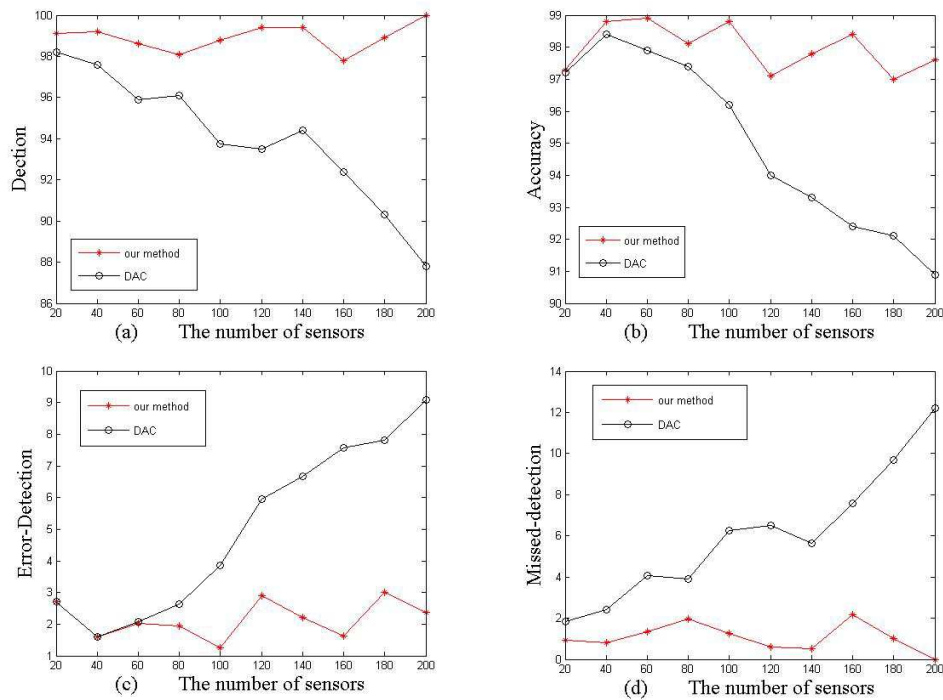 100
98
96
94
92
90
88
86
Dection
our method
DAC
20 40 60 80 100 120 140 160 180 200
(a) The number of sensors
99
98
97
96
95
94
93
92
91
90
Accuracy
our method
DAC
20 40 60 80 100 120 140 160 180 200
(b) The number of sensors
10
9
8
7
6
5
4
3
2
1
Error-Detection
our method
DAC
20 40 60 80 100 120 140 160 180 200
(c) The number of sensors
14
12
10
8
6
4
2
0
Missed-detection
our method
DAC
20 40 60 80 100 120 140 160 180 200
(d) The number of sensors